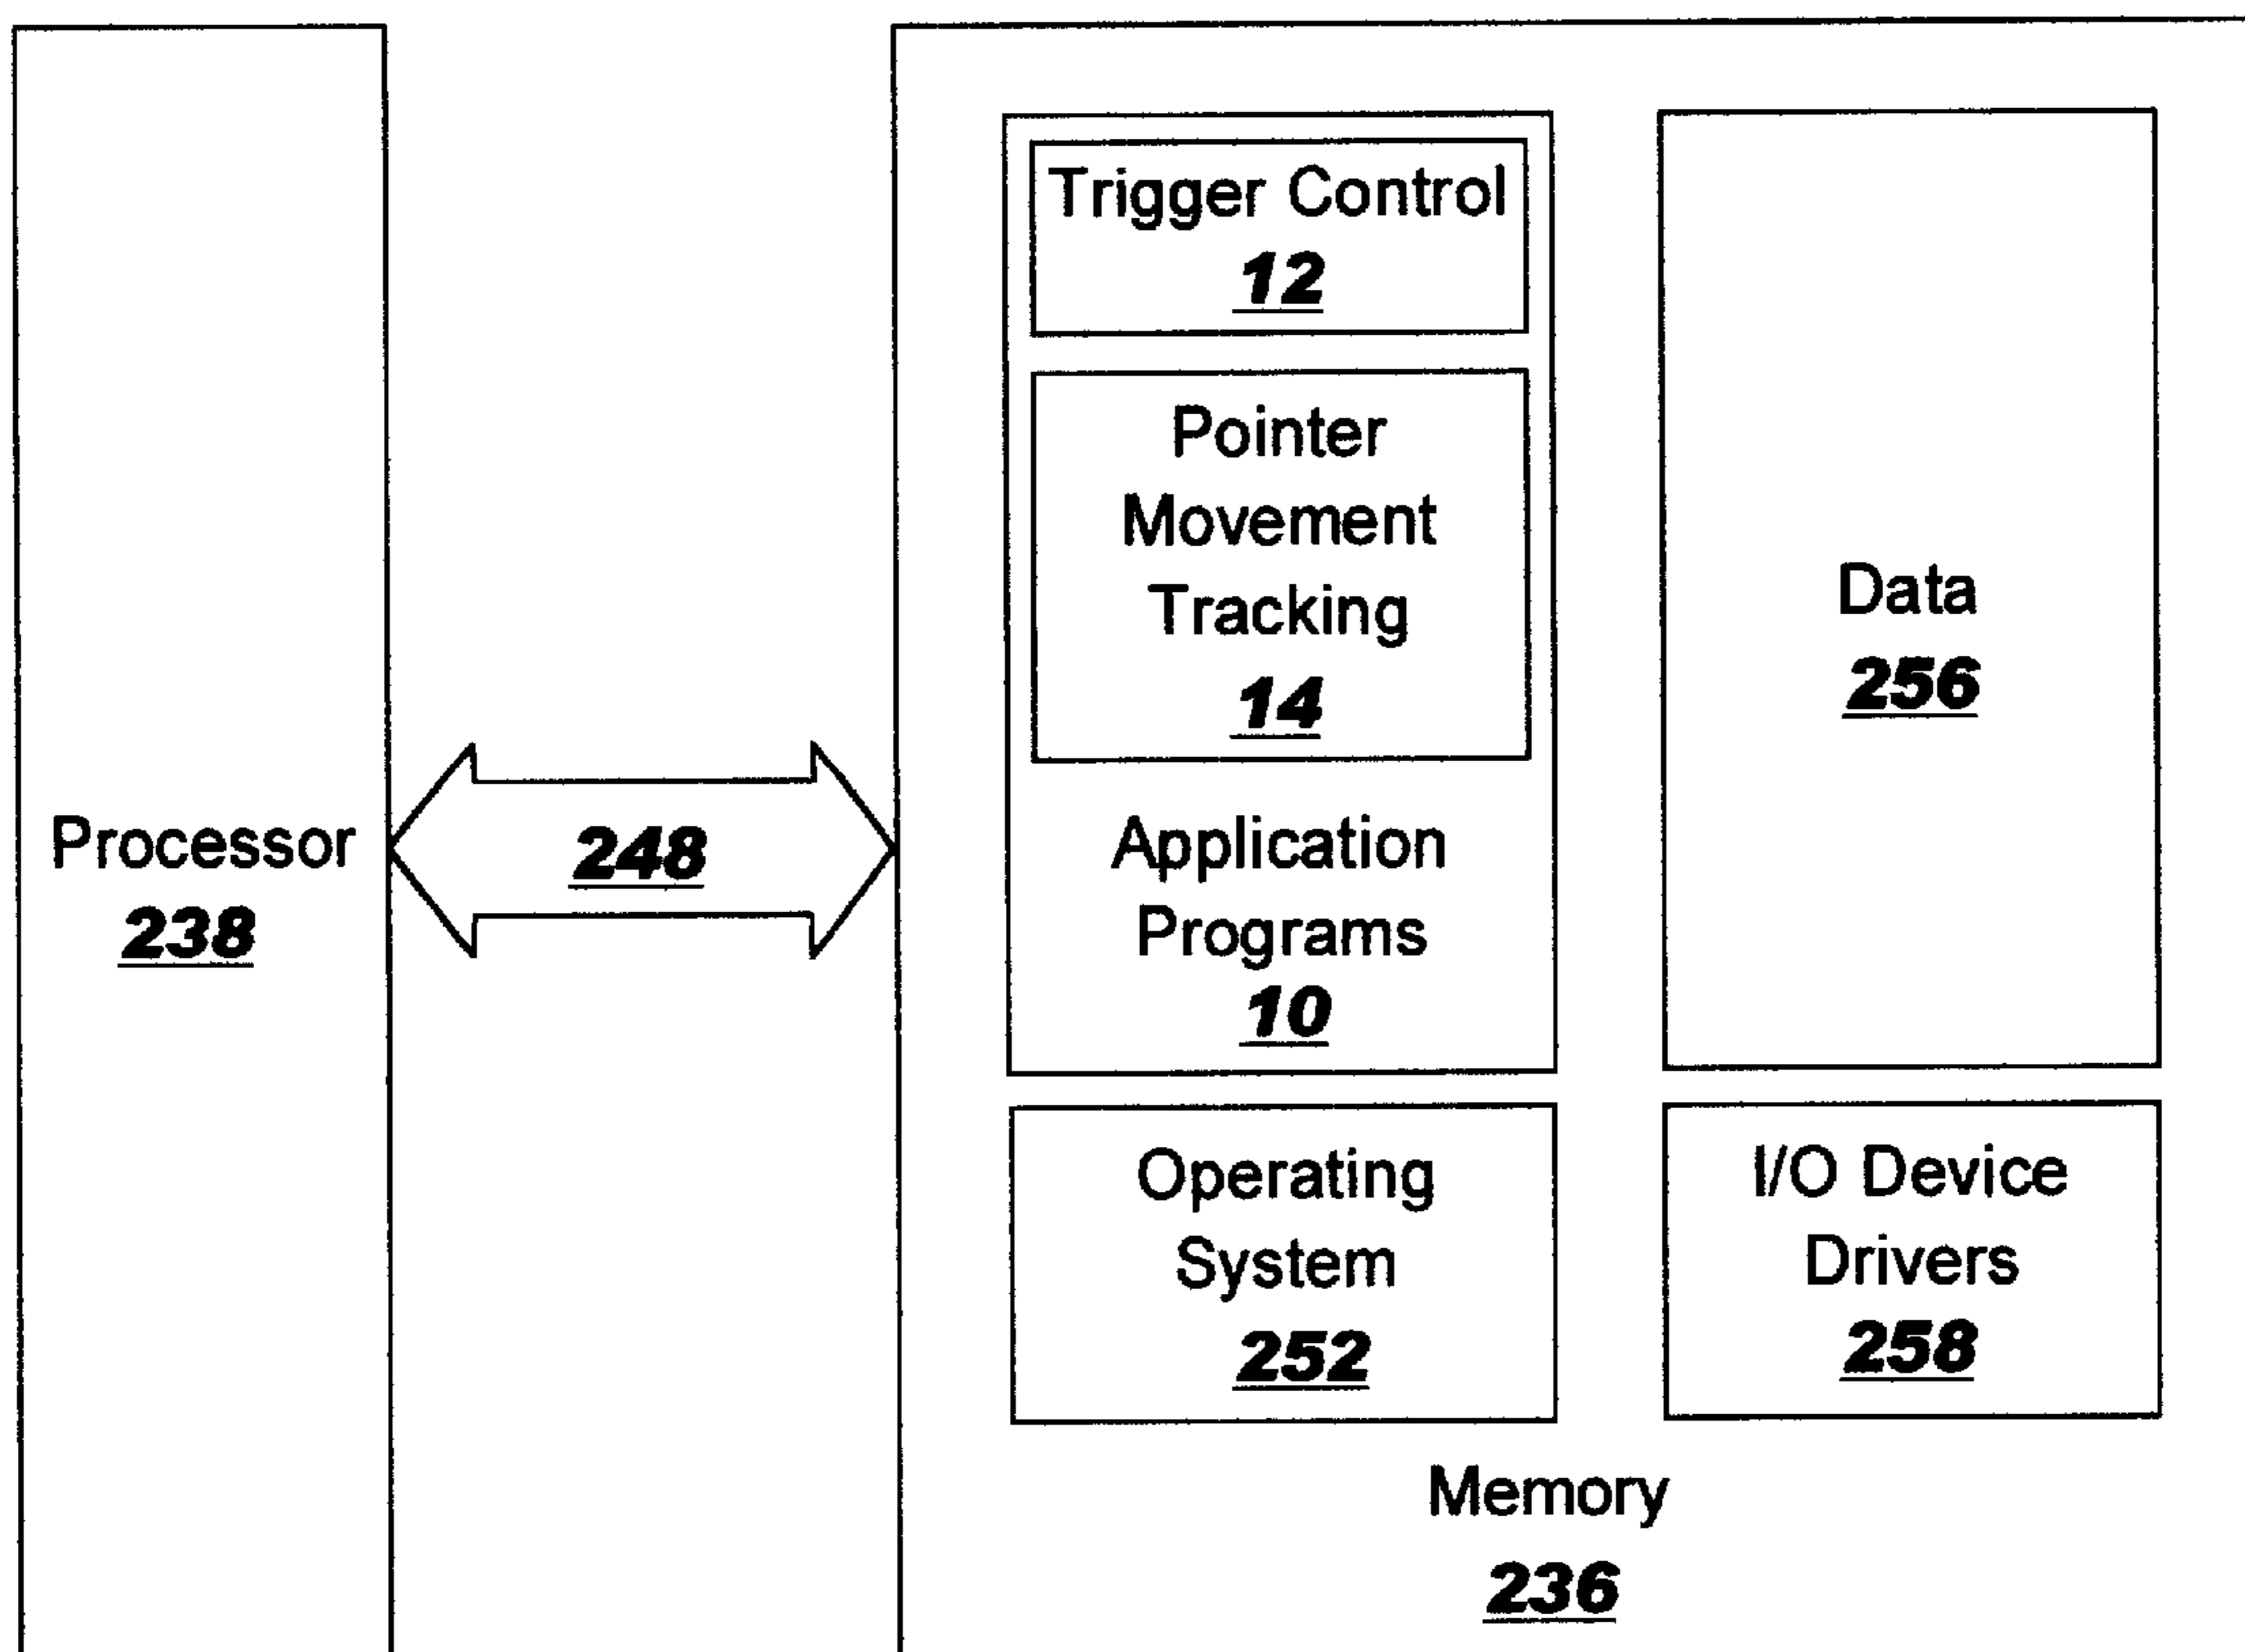 Processor
238
248
Trigger Control
12
Pointer
Movement
Tracking
14
Application
Programs
10
Data
256
Operating
System
252
I/O Device
Drivers
258
Memory
236